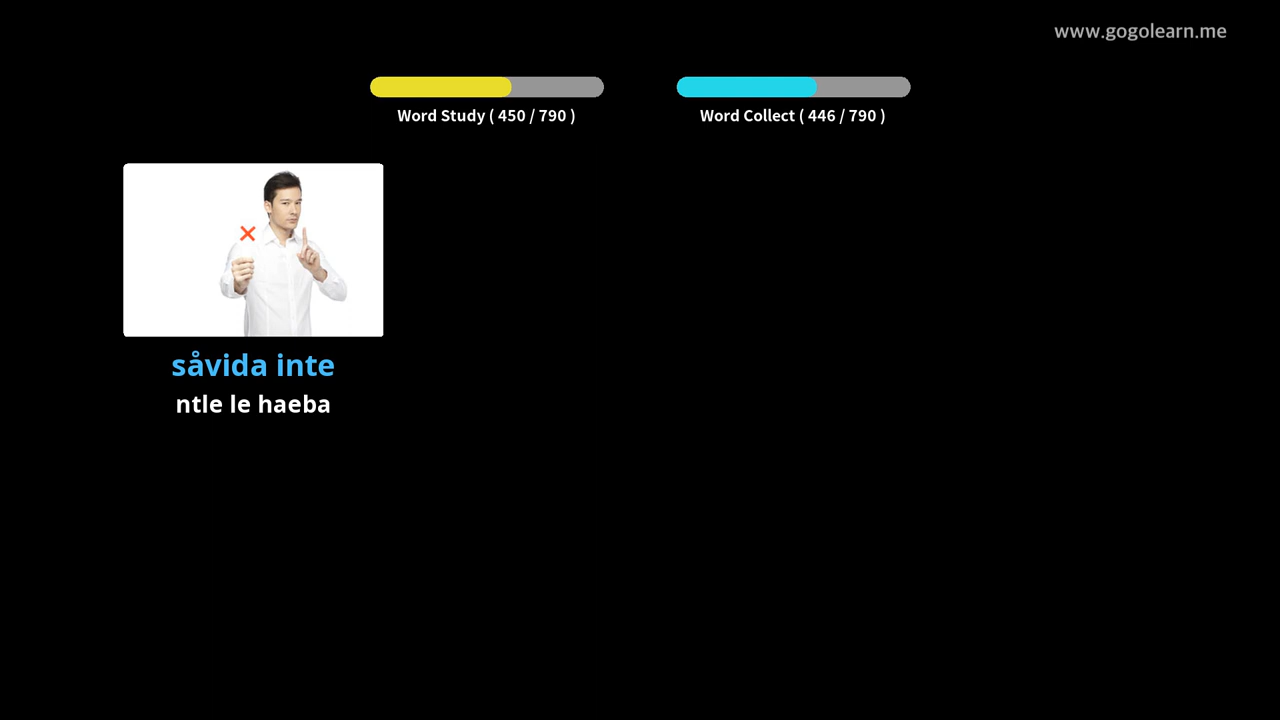 www.gogolearn.me
Word Study ( 450 / 790 )
Word Collect ( 446 / 790 )
såvida inte
ntle le haeba